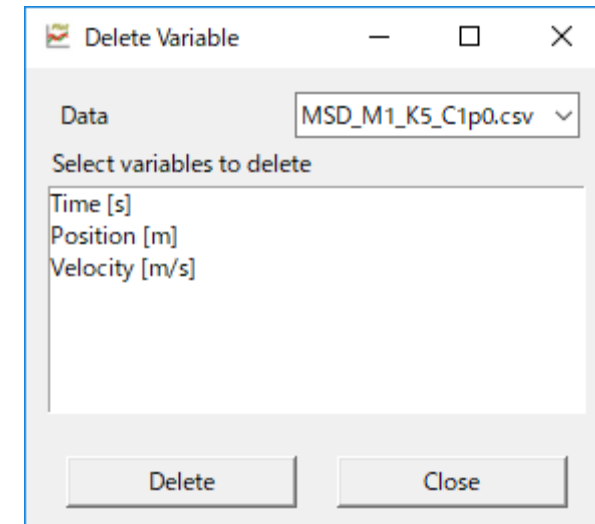 Delete Variable
Data MSD_M1_K5_C1p0.csv
Select variables to delete
Time [s]
Position [m]
Velocity [m/s]
Delete Close